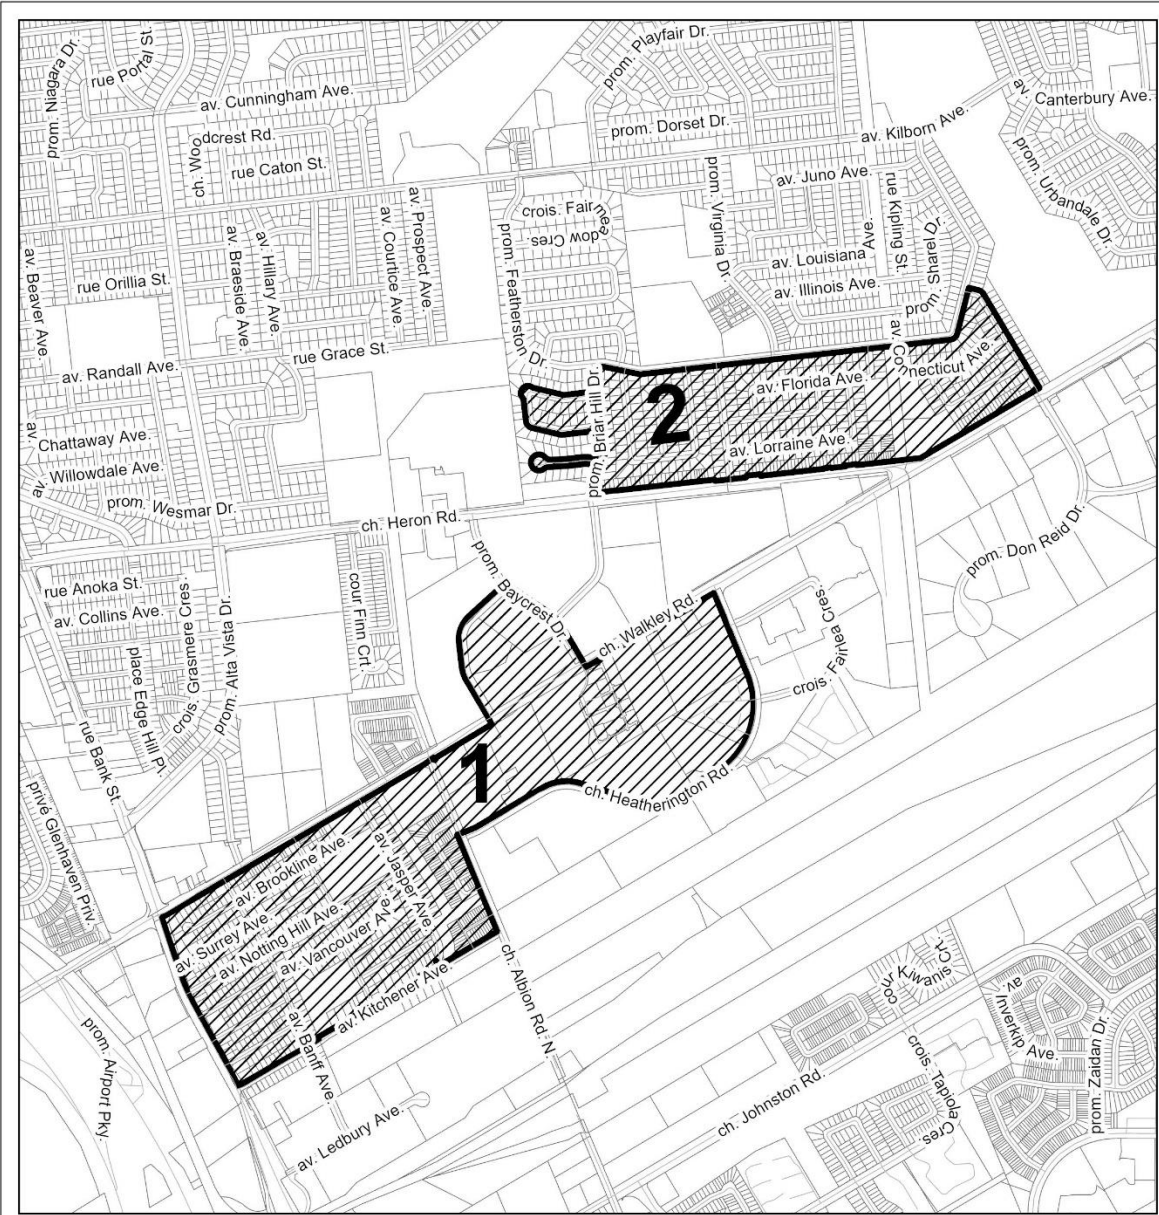 prom. Niagara Dr.
rue Portal St.
av. Cunningham Ave.
ch. Woodcrest Rd.
rue Caton St.
prom. Playfair Dr.
prom. Dorset Dr.
av. Kilborn Ave.
av. Canterbury Ave.
prom. Urbandale Dr.
av. Juno Ave.
prom. Virginia Dr.
rue Kipling St.
prom. Sharel Dr.
av. Louisiana Ave.
av. Illinois Ave.
crois. Fairmeadow Cres.
prom. Featherston Dr.
av. Prospect Ave.
av. Courtice Ave.
av. Hillary Ave.
av. Braeside Ave.
av. Beaver Ave.
rue Orillia St.
rue Grace St.
av. Randall Ave.
av. Connecticut Ave.
av. Florida Ave.
2
prom. Briar Hill Dr.
av. Lorraine Ave.
av. Chattaway Ave.
av. Willowdale Ave.
prom. Wesmar Dr.
ch. Heron Rd.
prom. Don Reid Dr.
rue Anoka St.
av. Collins Ave.
crois. Grasmere Cres.
prom. Alta Vista Dr.
place Edge Hill Pl.
cour Finn Crt.
prom. Baycrest Dr.
ch. Walkley Rd.
crois. Fairlea Cres.
rue Bank St.
privé Glenhaven Priv.
1
ch. Heatherington Rd.
av. Brookline Ave.
av. Jasper Ave.
av. Surrey Ave.
av. Notting Hill Ave.
av. Vancouver Ave.
av. Kitchener Ave.
av. Banff Ave.
ch. Albion Rd. N
av. Ledbury Ave.
prom. Airport Pky.
cour Kiwanis Crt.
av. Inverkip Ave.
crois. Tapiola Cres
ch. Johnston Rd.
prom. Zaidan Dr.